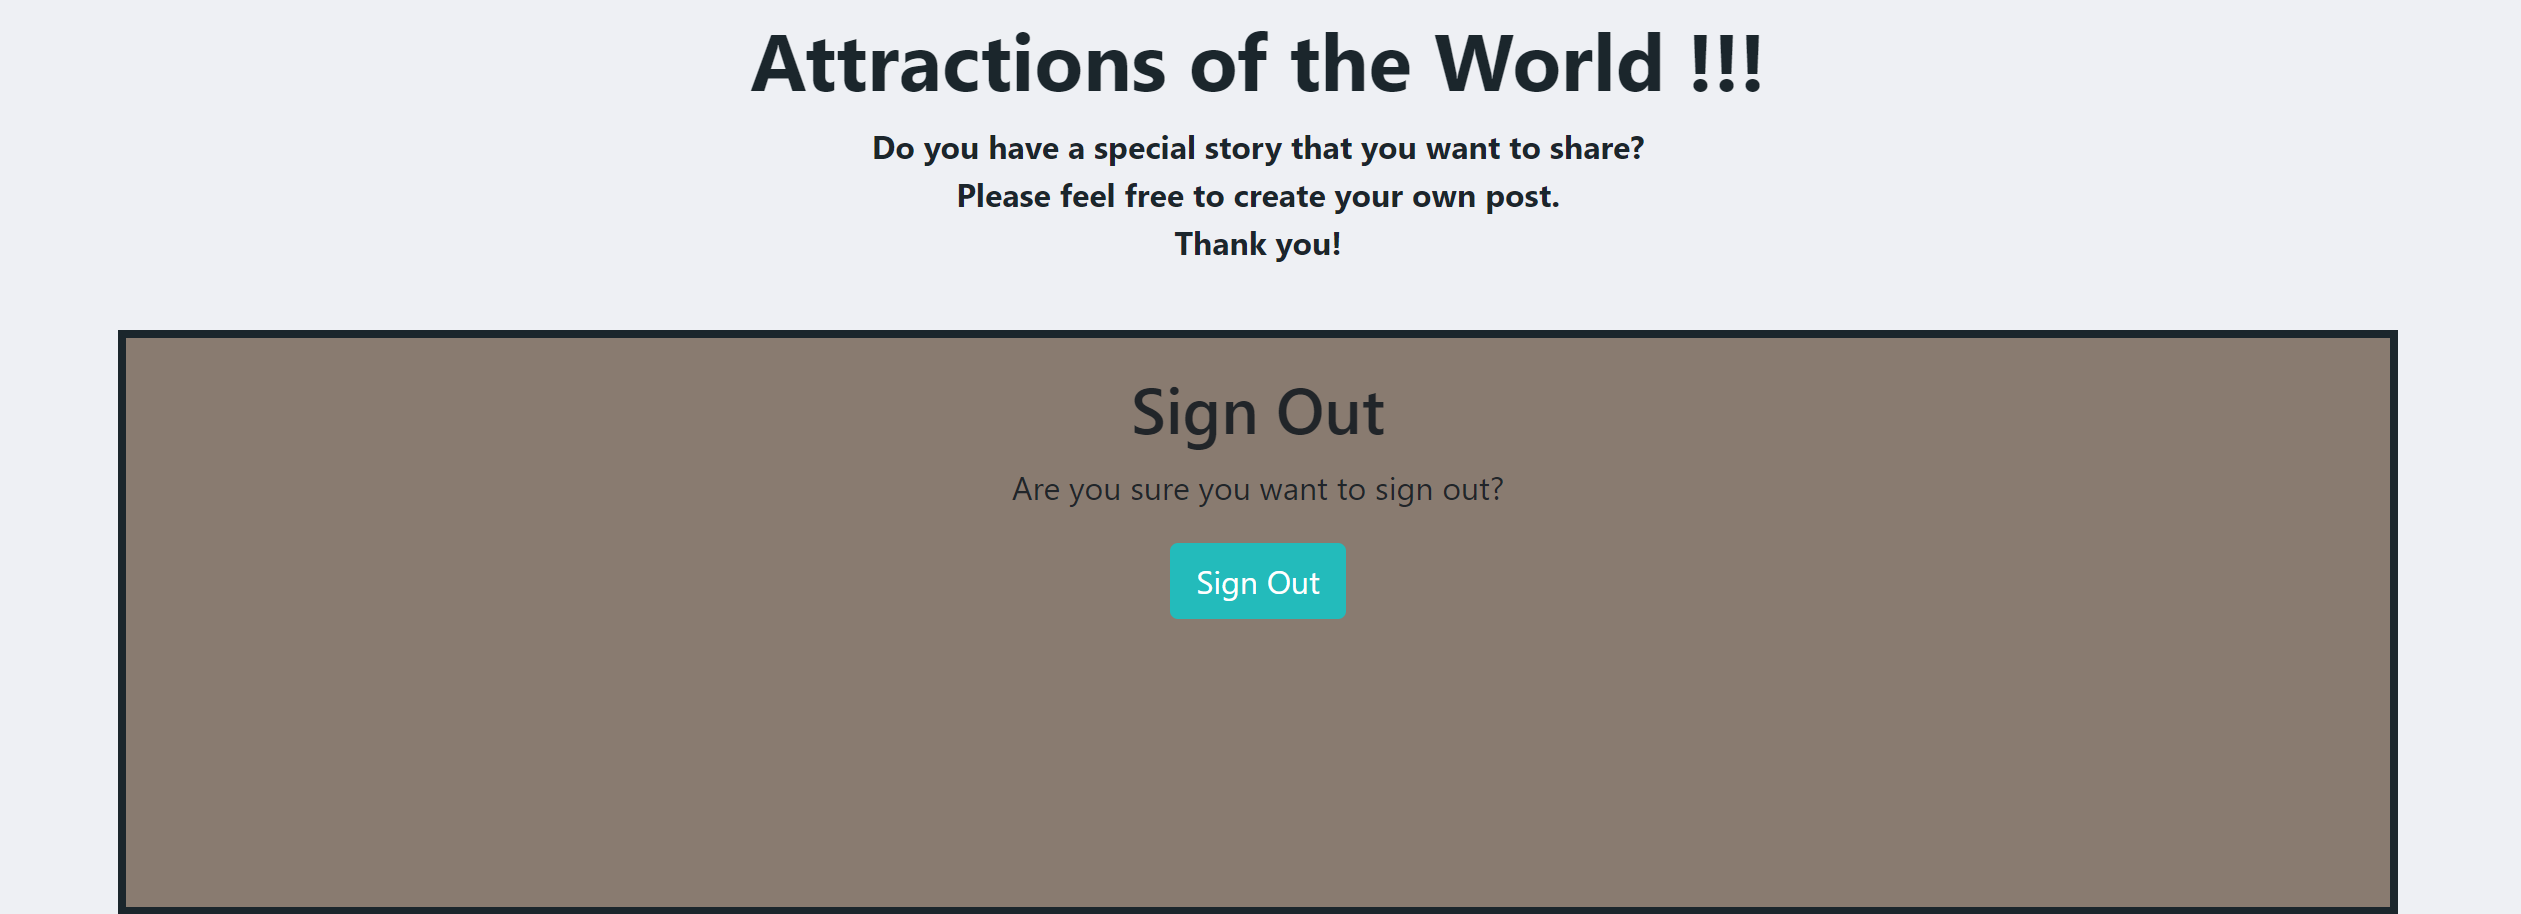 Attractions of the World !!!
Do you have a special story that you want to share?
Please feel free to create your own post.
Thank you!
Sign Out
Are you sure you want to sign out?
Sign Out